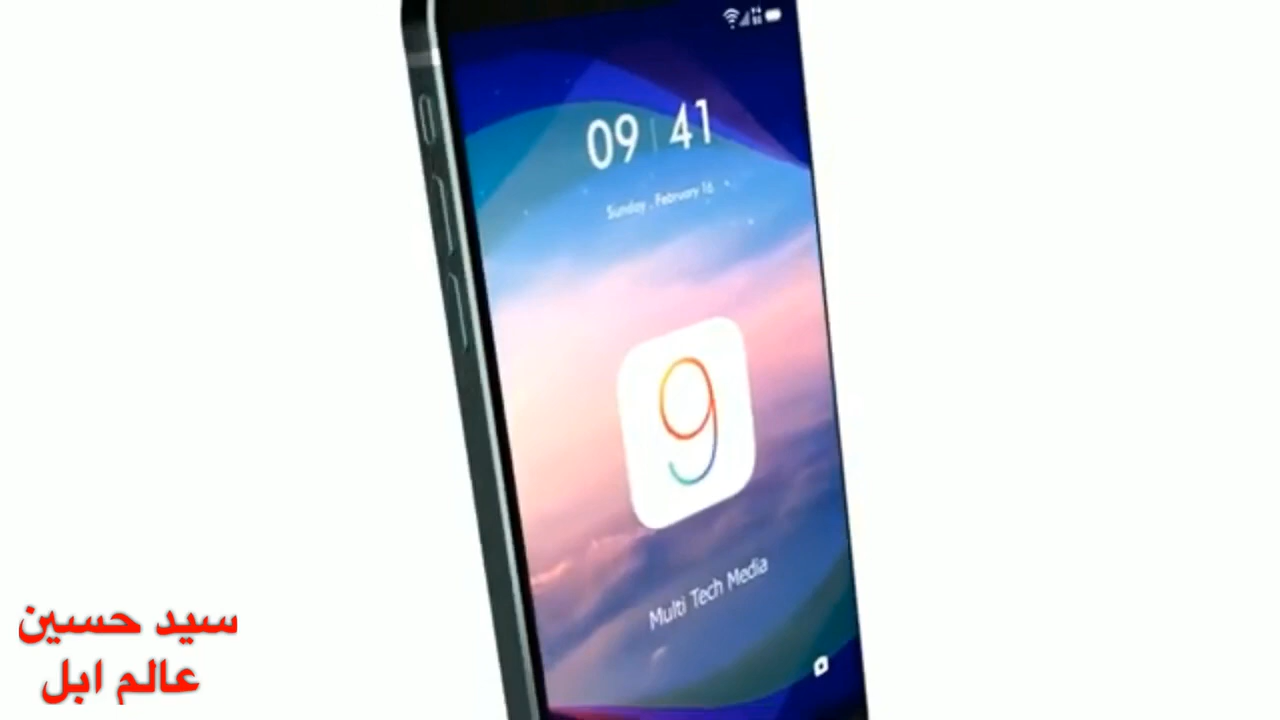 09 | 41
Sunday , February 16
9
Multi Tech Media
سيد حسين
عالم ابل